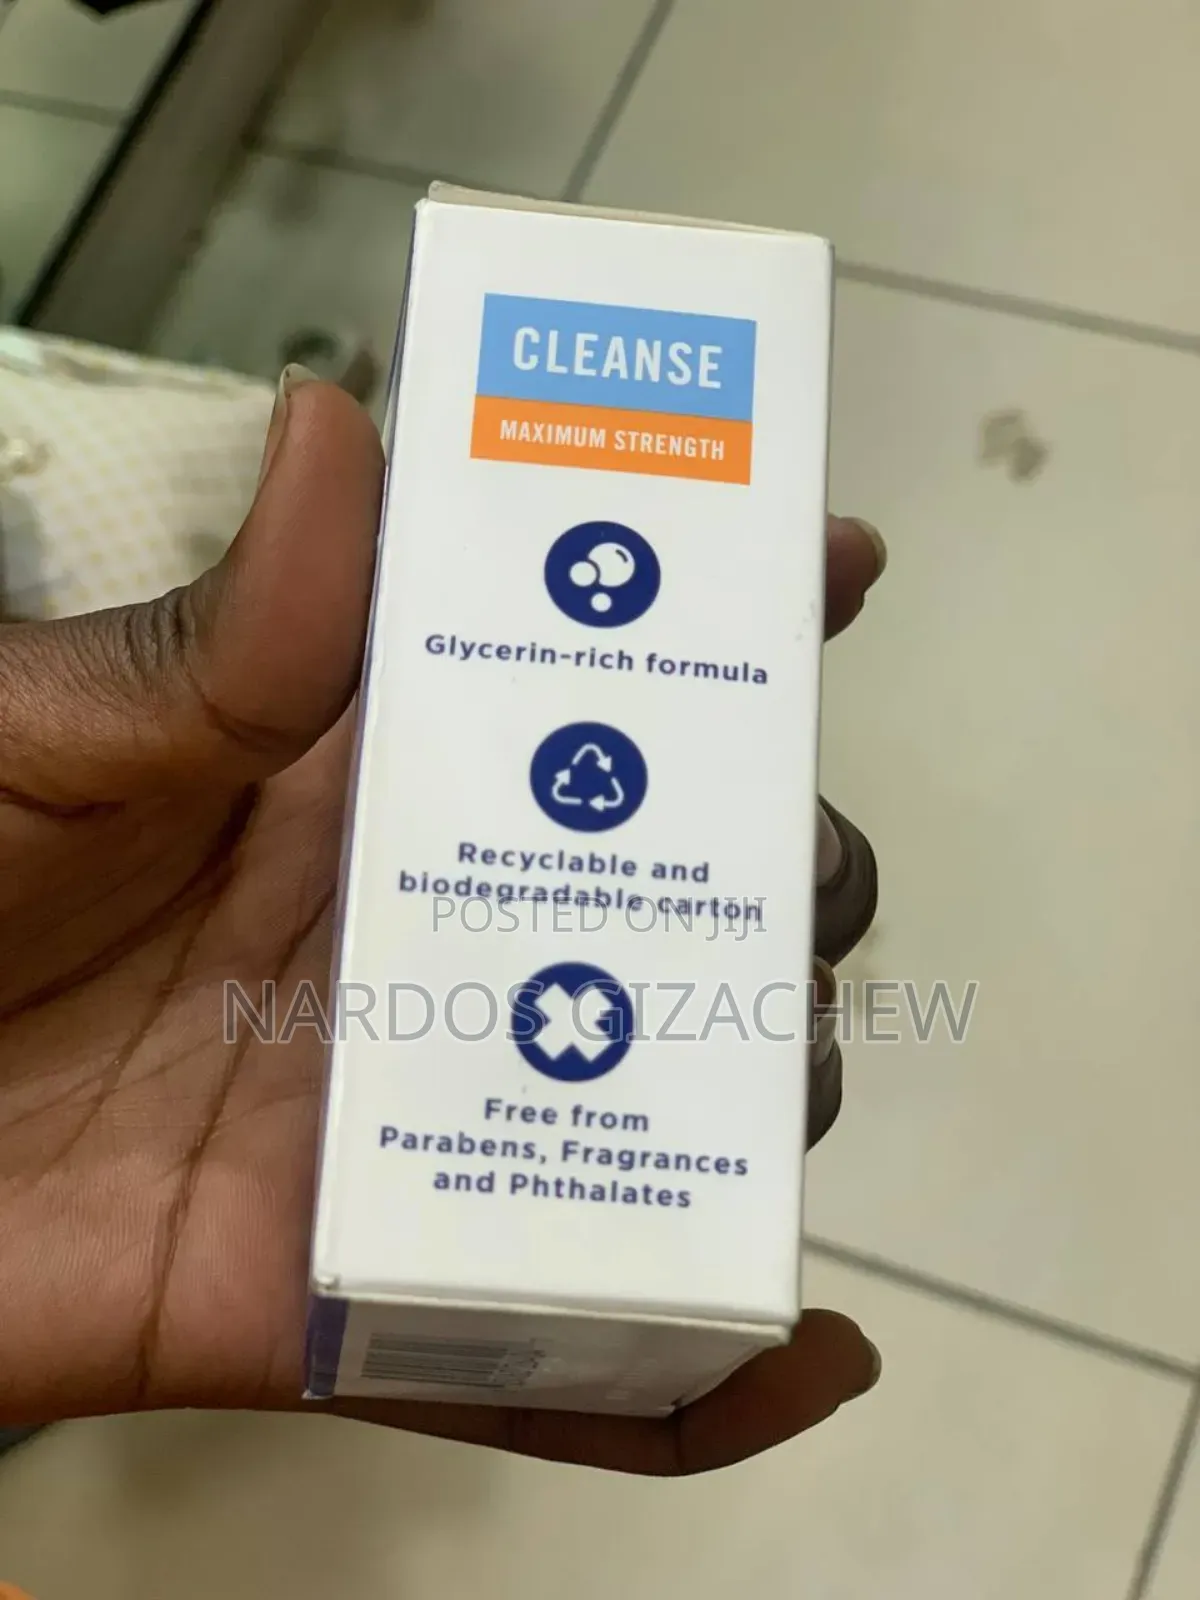 CLEANSE
MAXIMUM STRENGTH
Glycerin-rich formula
Recyclable and
biodegradable carton
POSTED ON JIJI
NARDOS GIZACHEW
Free from
Parabens, Fragrances
and Phthalates